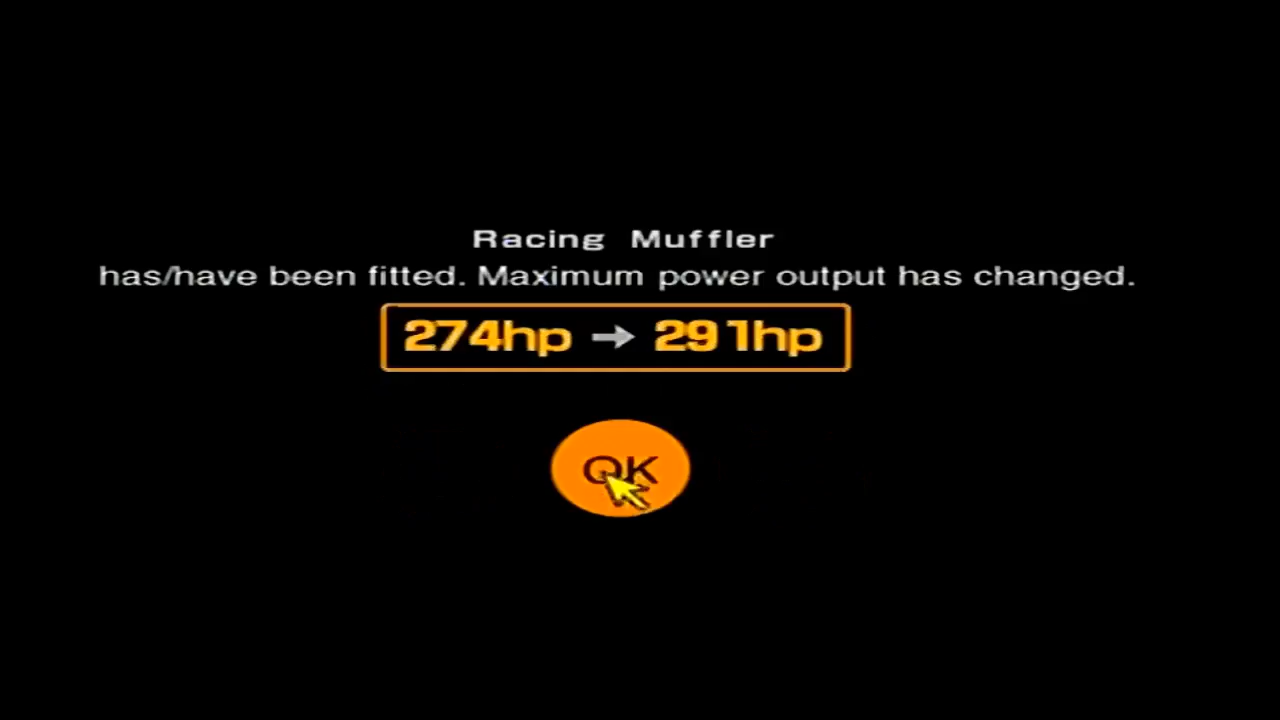 Racing Muffler
has/have been fitted. Maximum power output has changed.
274hp → 291hp
OK